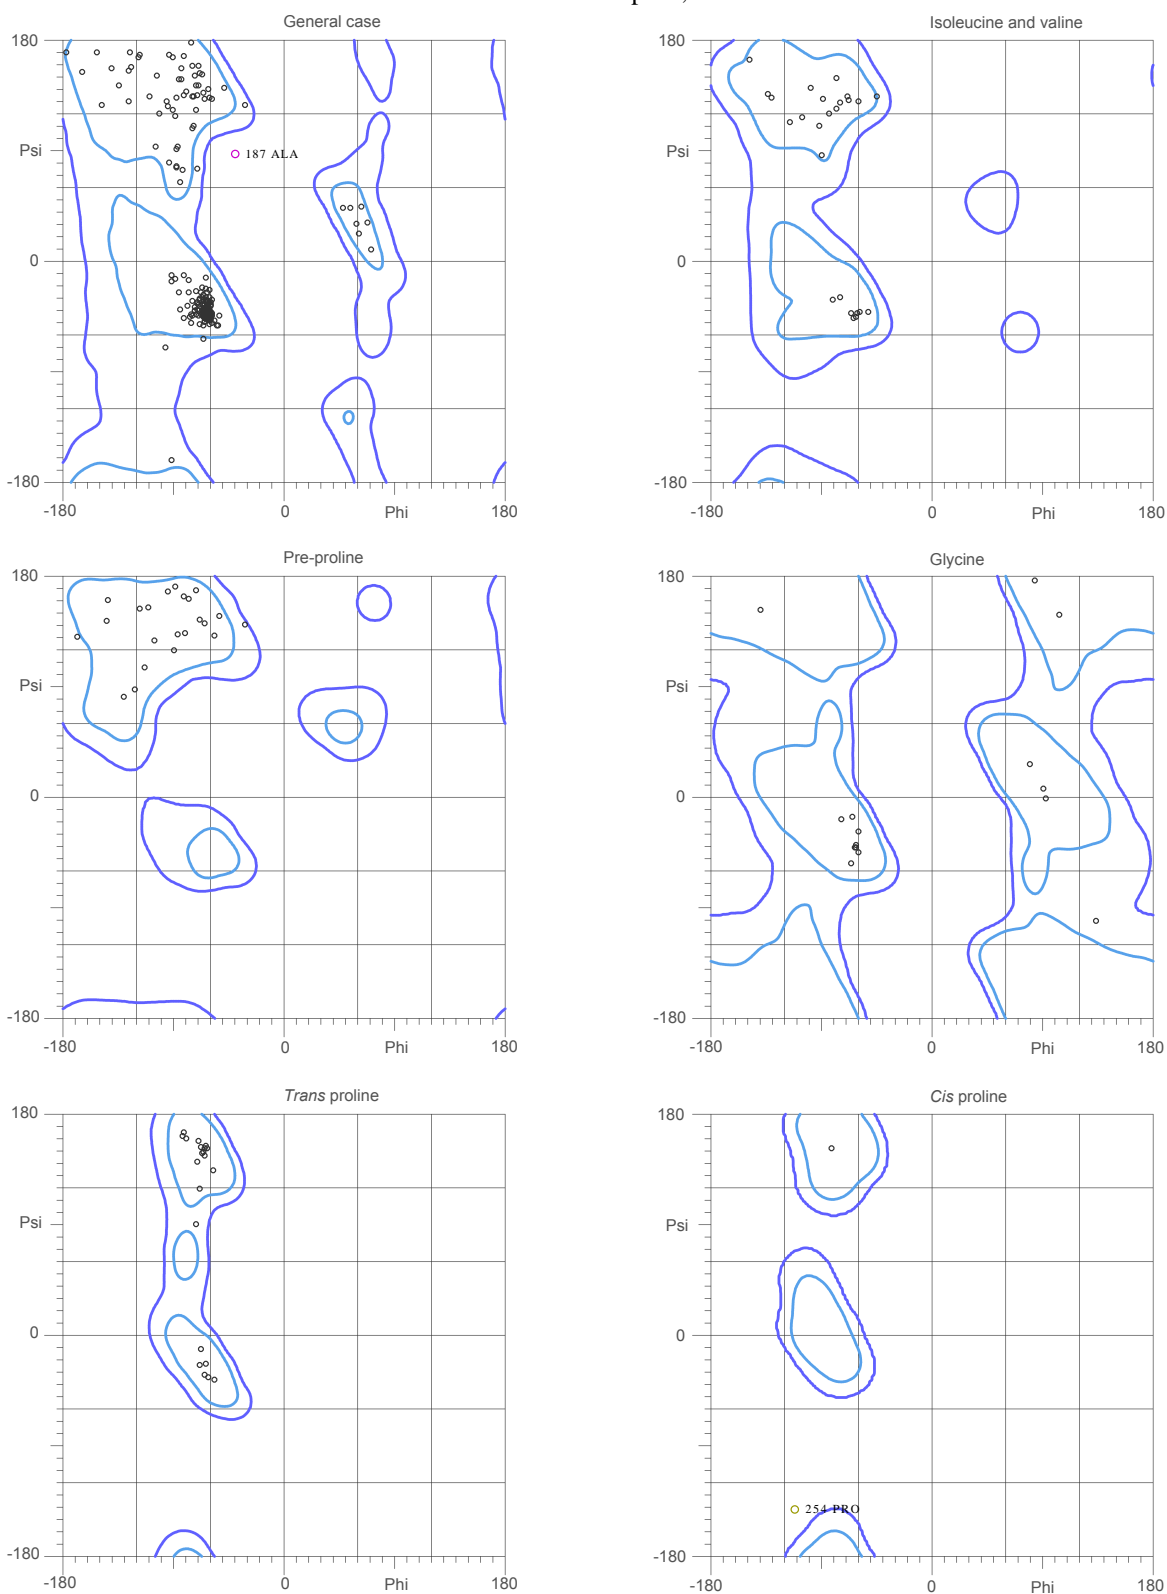 General case
180
Psi
0
-180
-180
0
Phi
180
187 ALA
Isoleucine and valine
180
Psi
0
-180
-180
0
Phi
180
Pre-proline
180
Psi
0
-180
-180
0
Phi
180
Glycine
180
Psi
0
-180
-180
0
Phi
180
Trans proline
180
Psi
0
-180
-180
0
Phi
180
Cis proline
180
Psi
0
-180
-180
0
Phi
180
254 PRO